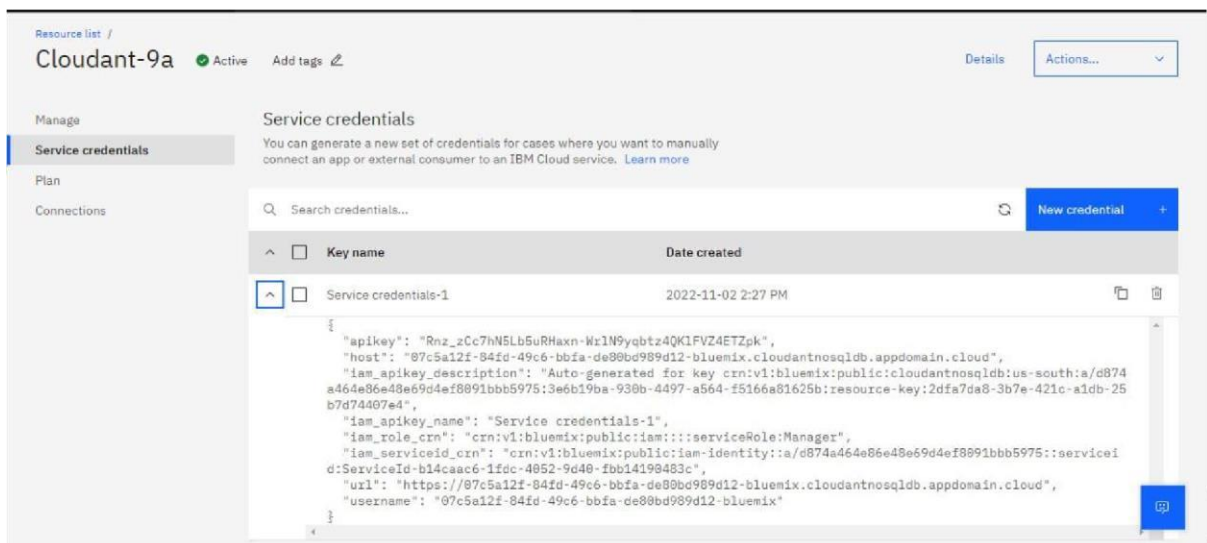 Resource list /
Cloudant-9a Active Add tags Details Actions...
Manage
Service credentials
Plan
Connections
Service credentials
You can generate a new set of credentials for cases where you want to manually
connect an app or external consumer to an IBM Cloud service. Learn more
Search credentials... New credential +
Key name Date created
Service credentials-1 2022-11-02 2:27 PM
{
"apikey": "Rnz_zCc7hN5Lb5uRHaxn-WrlN9yqbtz4QK1FVZ4ETZpk",
"host": "07c5a12f-84fd-49c6-bbfa-de80bd989d12-bluemix.cloudantnosqldb.appdomain.cloud",
"iam_apikey_description": "Auto-generated for key crn:v1:bluemix:public:cloudantnosqldb:us-south:a/d874
a464e86e48e69d4ef8091bbb5975:3e6b19ba-930b-4497-a564-f5166a81625b:resource-key:2dfa7da8-3b7e-421c-a1db-25
b7d74407e4",
"iam_apikey_name": "Service credentials-1",
"iam_role_crn": "crn:v1:bluemix:public:iam::::serviceRole:Manager",
"iam_serviceid_crn": "crn:v1:bluemix:public:iam-identity::a/d874a464e86e48e69d4ef8091bbb5975::servicei
d:ServiceId-b14caac6-1fdc-4052-9d40-fbb14190483c",
"url": "https://07c5a12f-84fd-49c6-bbfa-de80bd989d12-bluemix.cloudantnosqldb.appdomain.cloud",
"username": "07c5a12f-84fd-49c6-bbfa-de80bd989d12-bluemix"
}